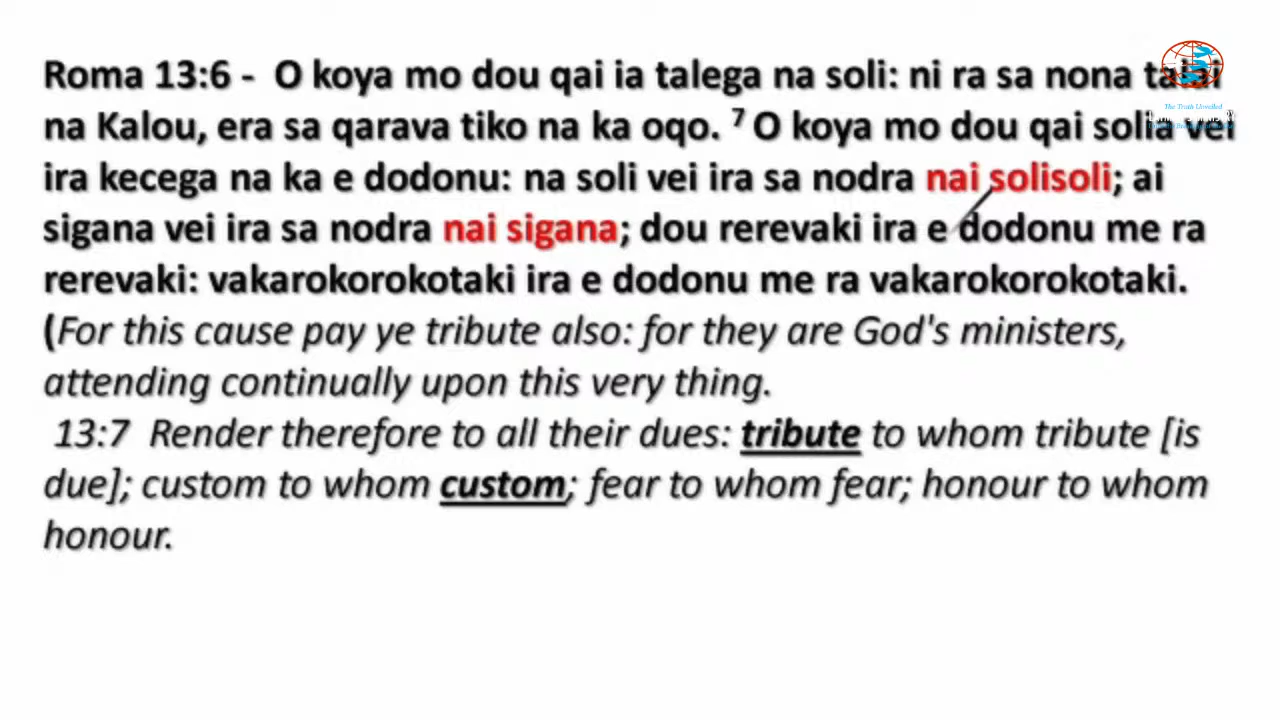 Roma 13:6 - O koya mo dou qai ia talega na soli: ni ra sa nona
na Kalou, era sa qarava tiko na ka oqo. ⁷ O koya mo dou qai solia vei
ira kecega na ka e dodonu: na soli vei ira sa nodra nai solisoli; ai
sigana vei ira sa nodra nai sigana; dou rerevaki ira e dodonu me ra
rerevaki: vakarokorokotaki ira e dodonu me ra vakarokorokotaki.
(For this cause pay ye tribute also: for they are God's ministers,
attending continually upon this very thing.
13:7 Render therefore to all their dues: tribute to whom tribute [is
due]; custom to whom custom; fear to whom fear; honour to whom
honour.
The Truth Unveiled